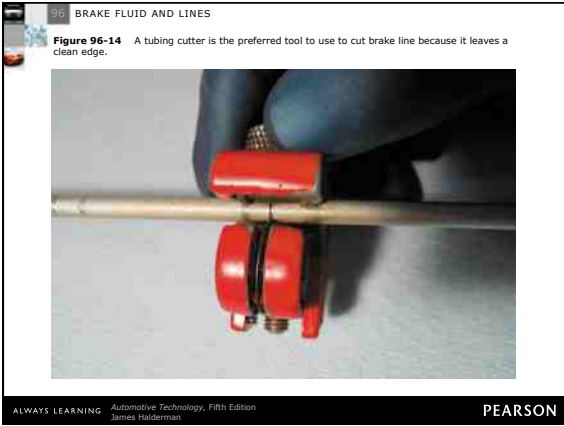 96 BRAKE FLUID AND LINES
Figure 96-14 A tubing cutter is the preferred tool to use to cut brake line because it leaves a
clean edge.
ALWAYS LEARNING
Automotive Technology, Fifth Edition
James Halderman
PEARSON